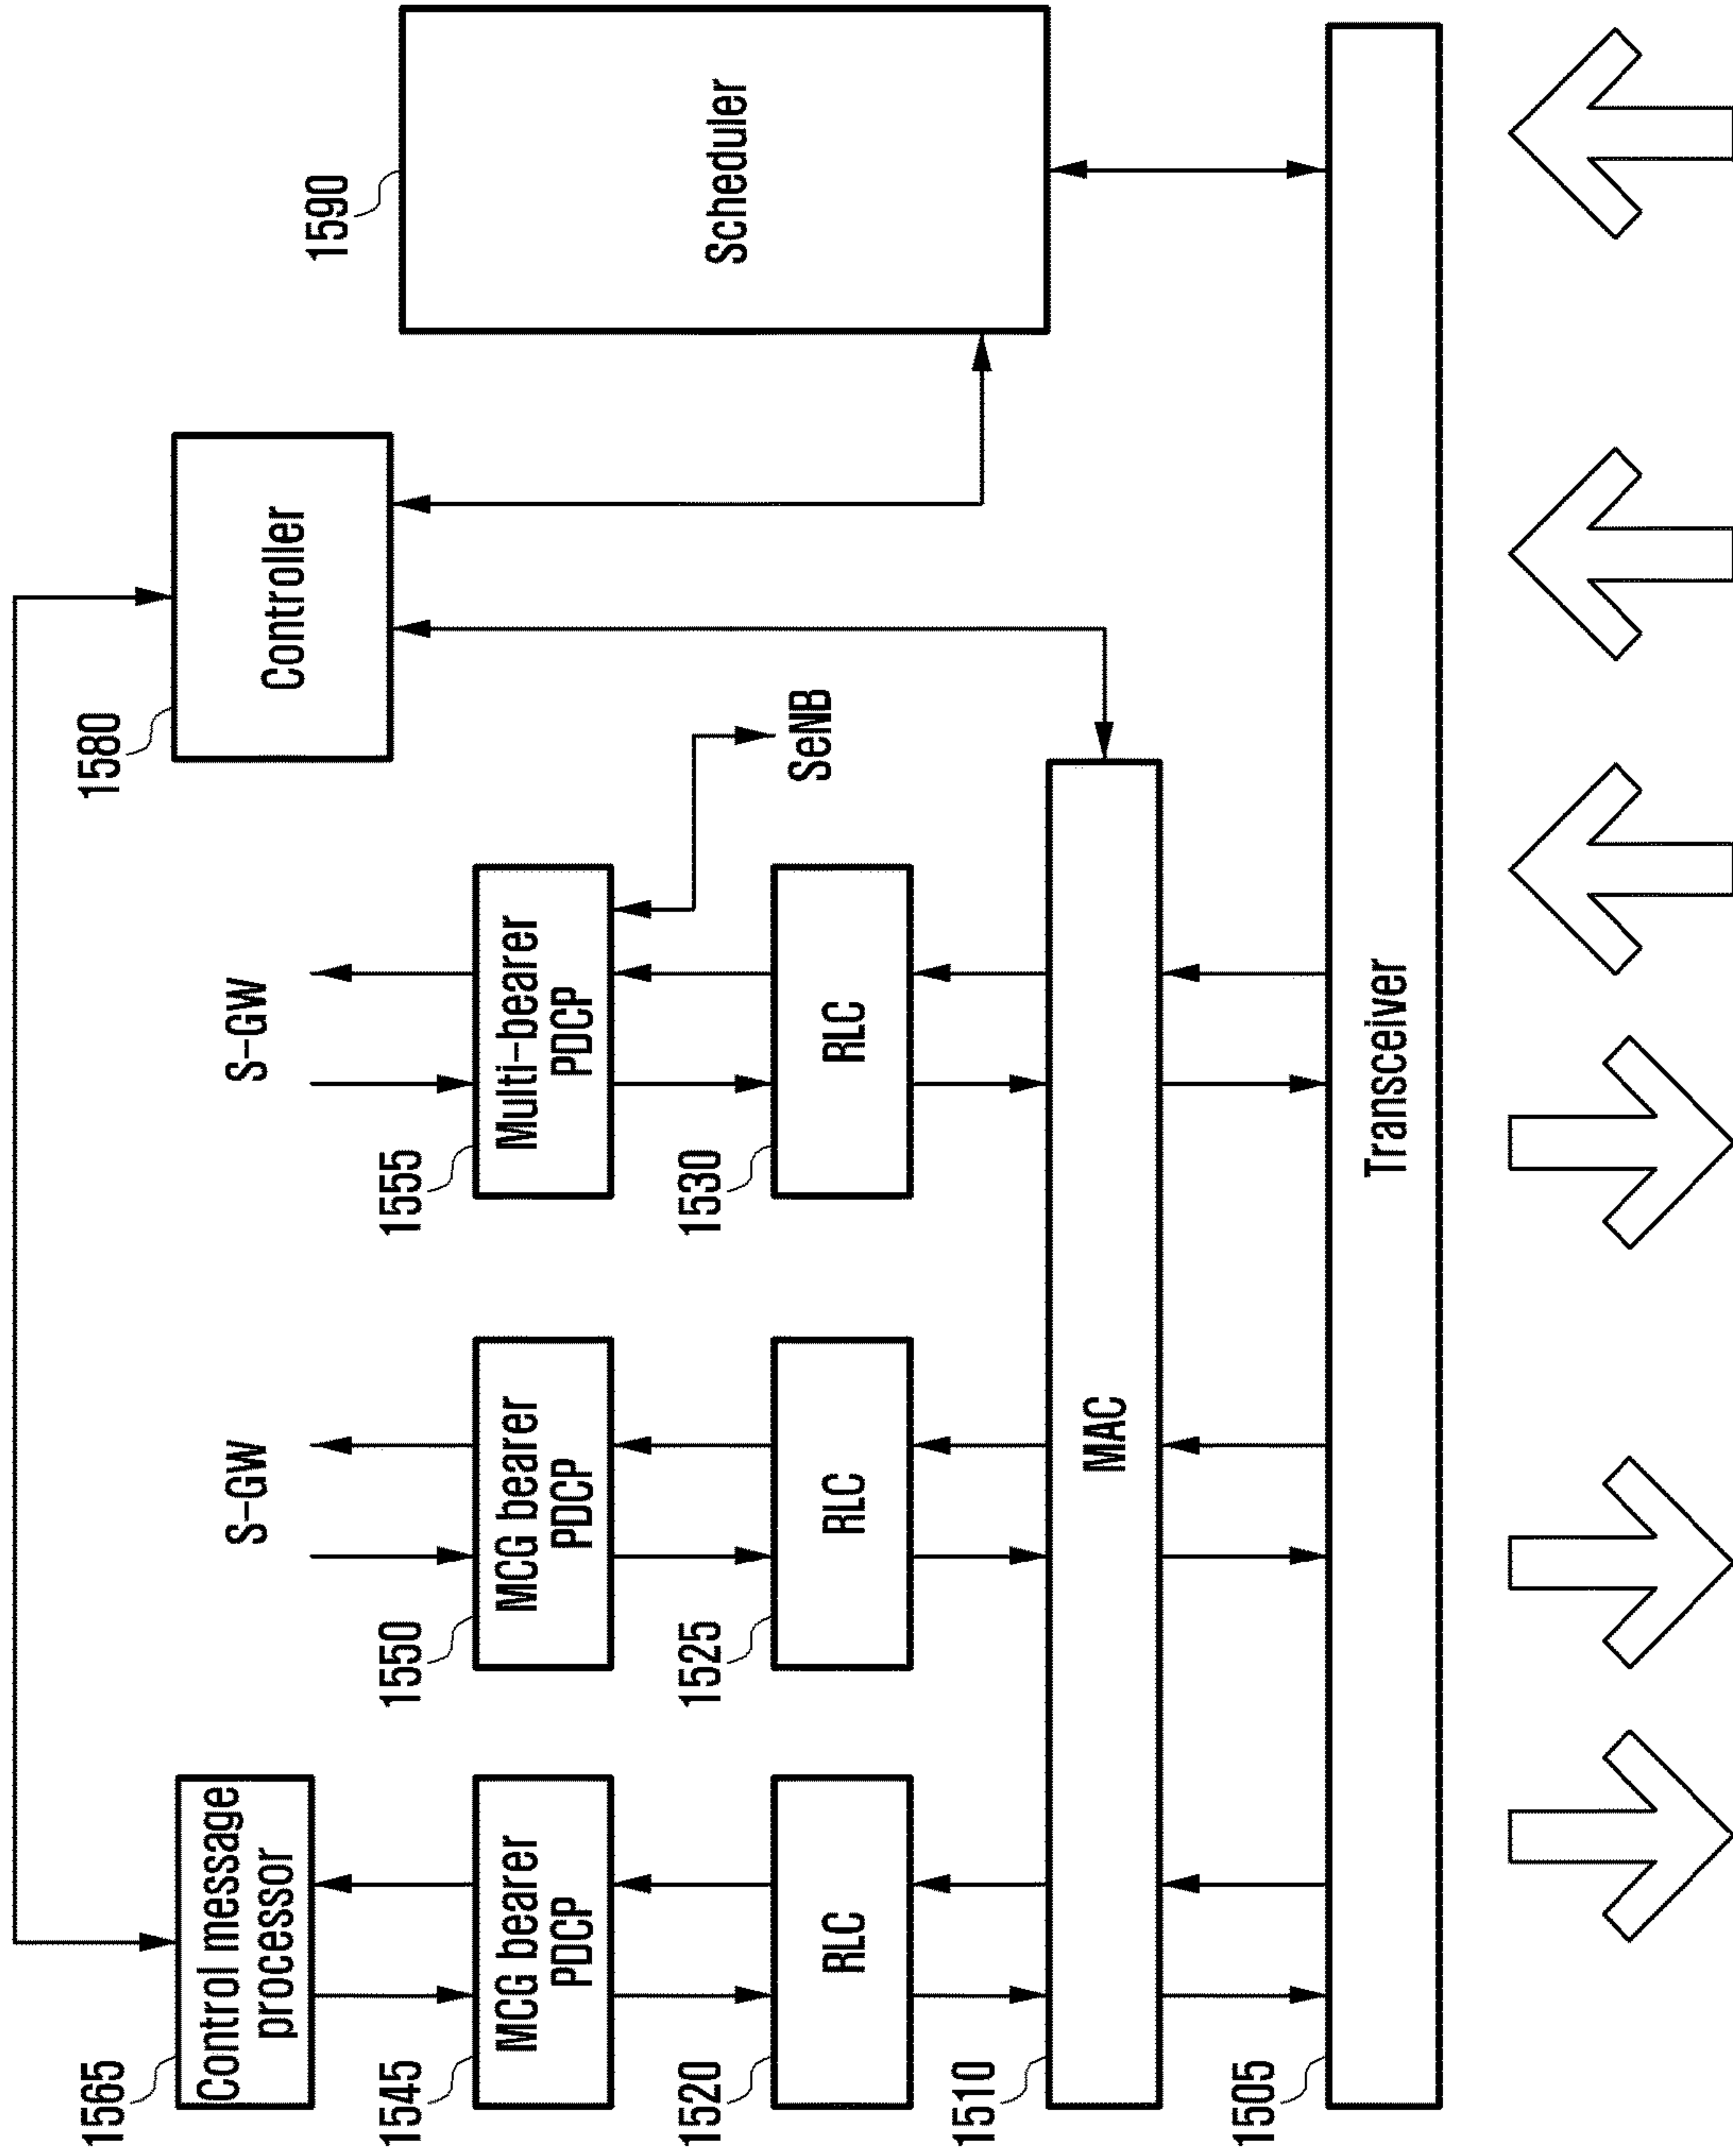 1565
Control message
processor
1580
Controller
1590
Scheduler
S-GW
S-GW
1545
MCG bearer
PDCP
1550
MCG bearer
PDCP
1555
Multi-bearer
PDCP
SeNB
1520
RLC
1525
RLC
1530
RLC
1510
MAC
1505
Transceiver